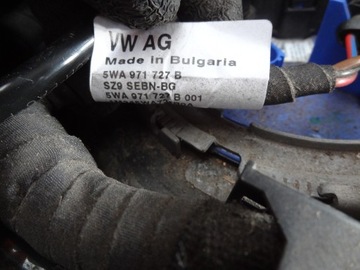 VW AG
Made in Bulgaria
5WA 971 727 B
SZ9 SEBN-BG
5WA 971 727 B 001